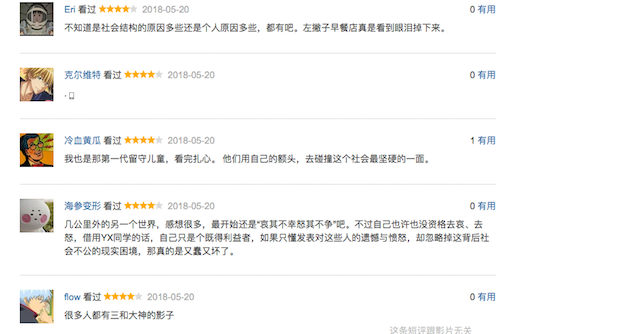 Eri 看过 ★★★★★ 2018-05-20 0 有用
不知道是社会结构的原因多些还是个人原因多些，都有吧。左撇子早餐店真是看到眼泪掉下来。
克尔维特 看过 ★★★★★ 2018-05-20 0 有用
冷血黄瓜 看过 ★★★★★ 2018-05-20 1 有用
我也是那第一代留守儿童，看完扎心。 他们用自己的额头，去碰撞这个社会最坚硬的一面。
海参变形 看过 ★★★★★ 2018-05-20 0 有用
几公里外的另一个世界，感想很多，最开始还是“哀其不幸怒其不争”吧。不过自己也许也没资格去哀、去
怒，借用YX同学的话，自己只是个既得利益者，如果只懂发表对这些人的遗憾与愤怒，却忽略掉这背后社
会不公的现实困境，那真的是又蠢又坏了。
flow 看过 ★★★★★ 2018-05-20 0 有用
很多人都有三和大神的影子
这条短评跟影片无关